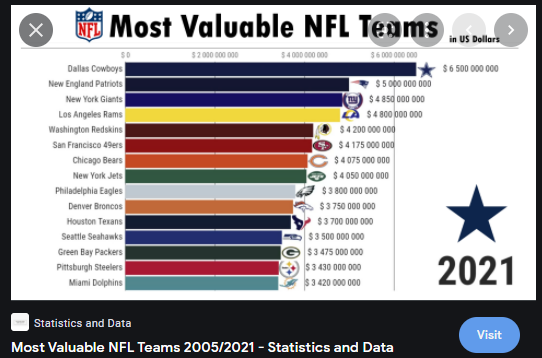 NFL
Most Valuable NFL Teams
in US Dollars
$ 0 $ 2 000 000 000 $ 4 000 000 000 $ 6 000 000 000
Dallas Cowboys $ 6 500 000 000
New England Patriots $ 5 000 000 000
New York Giants $ 4 850 000 000
Los Angeles Rams $ 4 800 000 000
Washington Redskins $ 4 200 000 000
San Francisco 49ers $ 4 175 000 000
Chicago Bears $ 4 075 000 000
New York Jets $ 4 050 000 000
Philadelphia Eagles $ 3 800 000 000
Denver Broncos $ 3 750 000 000
Houston Texans $ 3 700 000 000
Seattle Seahawks $ 3 500 000 000
Green Bay Packers $ 3 475 000 000
Pittsburgh Steelers $ 3 430 000 000
Miami Dolphins $ 3 420 000 000
2021
Statistics and Data
Most Valuable NFL Teams 2005/2021 - Statistics and Data
Visit